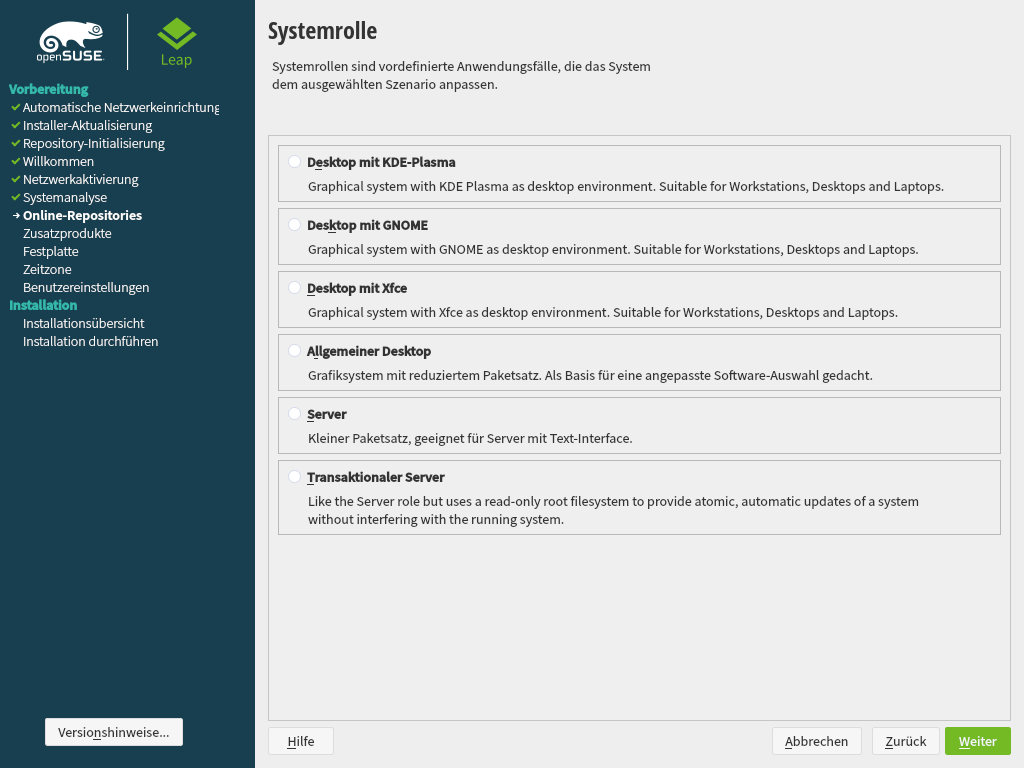 openSUSE
Leap
Vorbereitung
Automatische Netzwerkeinrichtung
Installer-Aktualisierung
Repository-Initialisierung
Willkommen
Netzwerkaktivierung
Systemanalyse
Online-Repositories
Zusatzprodukte
Festplatte
Zeitzone
Benutzereinstellungen
Installation
Installationsübersicht
Installation durchführen
Versionshinweise...
Systemrolle
Systemrollen sind vordefinierte Anwendungsfälle, die das System
dem ausgewählten Szenario anpassen.
Desktop mit KDE-Plasma
Graphical system with KDE Plasma as desktop environment. Suitable for Workstations, Desktops and Laptops.
Desktop mit GNOME
Graphical system with GNOME as desktop environment. Suitable for Workstations, Desktops and Laptops.
Desktop mit Xfce
Graphical system with Xfce as desktop environment. Suitable for Workstations, Desktops and Laptops.
Allgemeiner Desktop
Grafiksystem mit reduziertem Paketsatz. Als Basis für eine angepasste Software-Auswahl gedacht.
Server
Kleiner Paketsatz, geeignet für Server mit Text-Interface.
Transaktionaler Server
Like the Server role but uses a read-only root filesystem to provide atomic, automatic updates of a system
without interfering with the running system.
Hilfe
Abbrechen
Zurück
Weiter